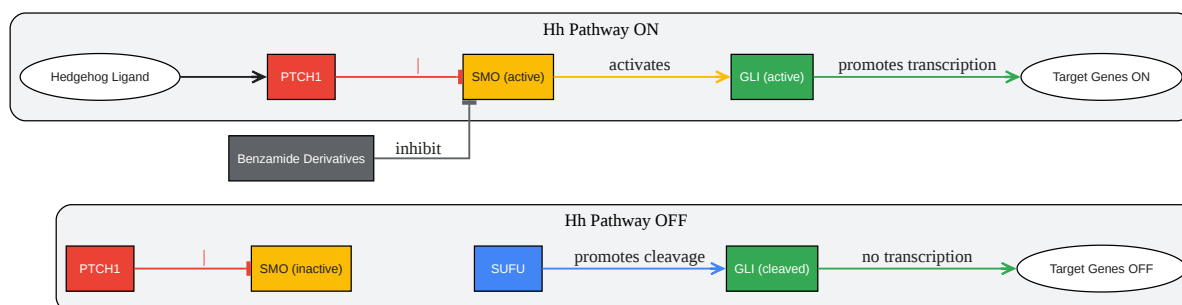 Hh Pathway ON
Hedgehog Ligand
PTCH1
|
SMO (active)
activates
GLI (active)
promotes transcription
Target Genes ON
Benzamide Derivatives
inhibit
Hh Pathway OFF
PTCH1
|
SMO (inactive)
SUFU
promotes cleavage
GLI (cleaved)
no transcription
Target Genes OFF